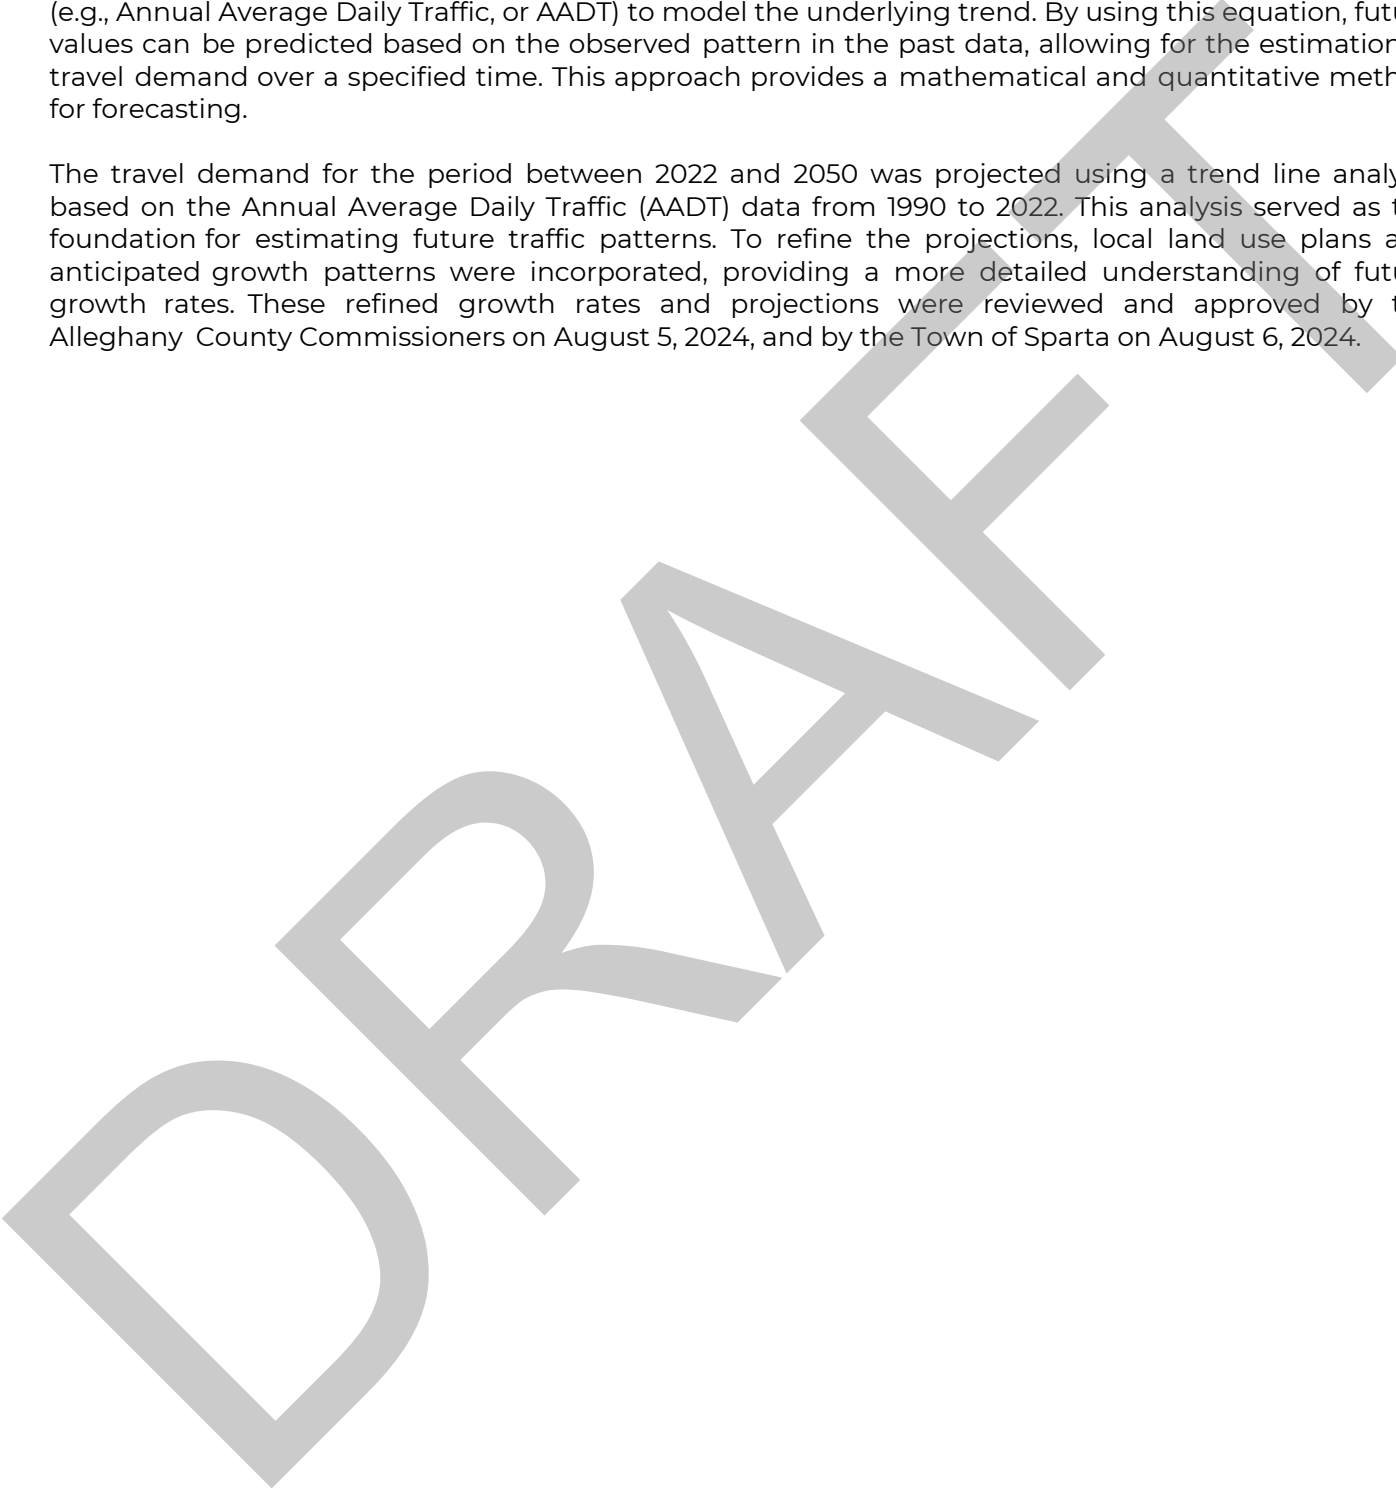 (e.g., Annual Average Daily Traffic, or AADT) to model the underlying trend. By using this equation, futu
values can be predicted based on the observed pattern in the past data, allowing for the estimation
travel demand over a specified time. This approach provides a mathematical and quantitative meth
for forecasting.
The travel demand for the period between 2022 and 2050 was projected using a trend line analy
based on the Annual Average Daily Traffic (AADT) data from 1990 to 2022. This analysis served as t
foundation for estimating future traffic patterns. To refine the projections, local land use plans a
anticipated growth patterns were incorporated, providing a more detailed understanding of futu
growth rates. These refined growth rates and projections were reviewed and approved by t
Alleghany County Commissioners on August 5, 2024, and by the Town of Sparta on August 6, 2024.
DRAFT